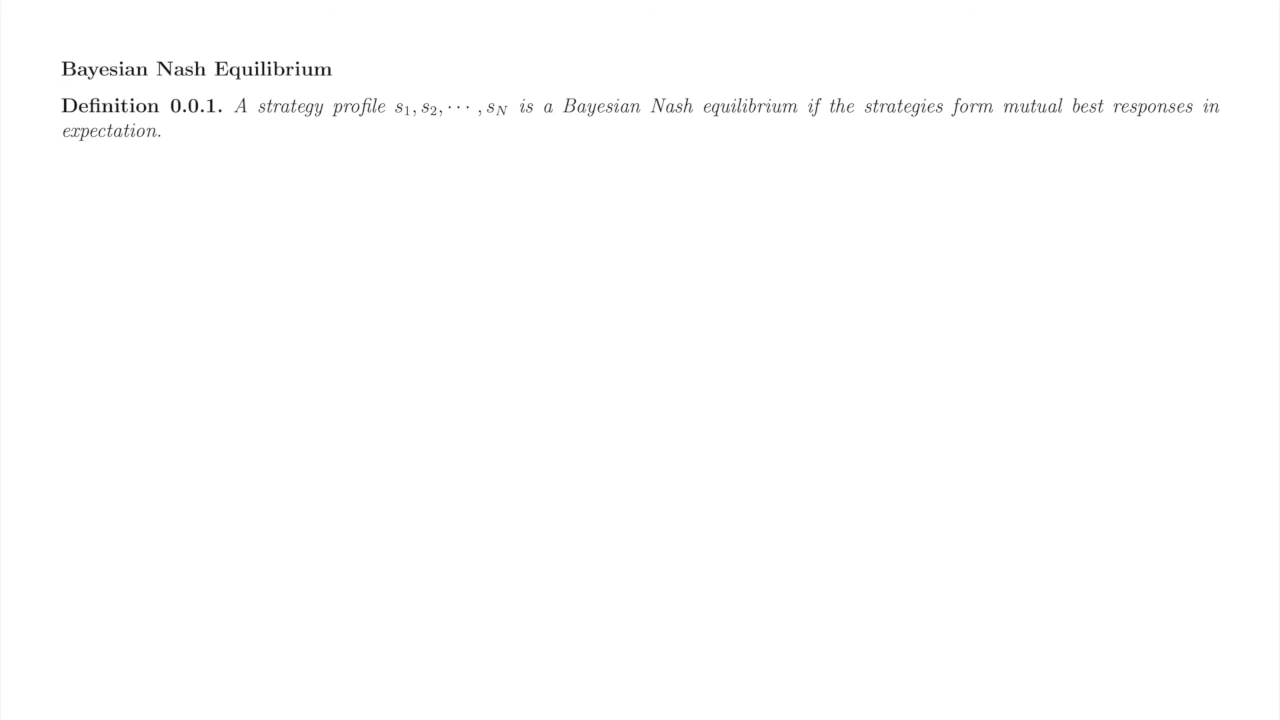 Bayesian Nash Equilibrium
Definition 0.0.1. A strategy profile s₁, s₂, ⋯ , s_N is a Bayesian Nash equilibrium if the strategies form mutual best responses in
expectation.